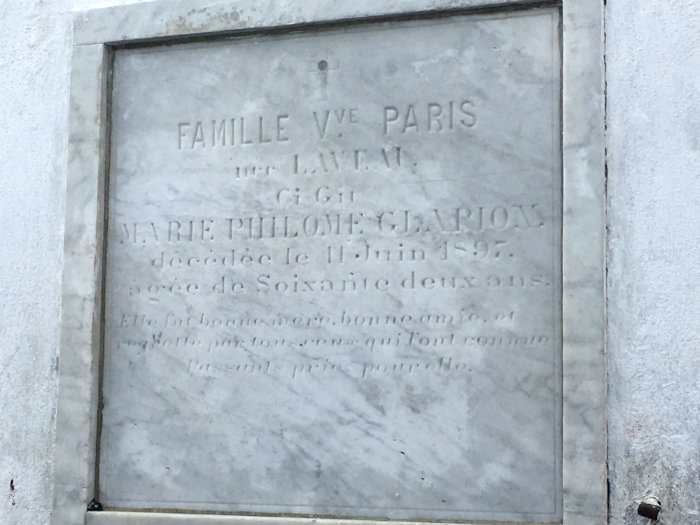 FAMILLE VVE. PARIS
née LAVEAU.
Ci-Gît
MARIE PHILOME GLAPION,
décédée le 11 Juin 1897.
agée de Soixante deux ans.
Elle fut bonne mère, bonne amie, et
regrettée par tous ceux qui l'ont connue
Passants priez pour elle.